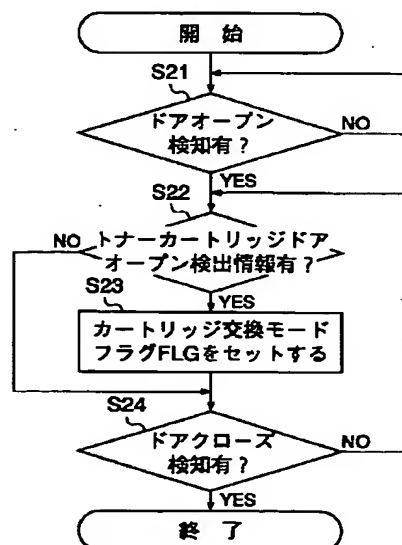 開 始
S21
ドアオープン
検知有?
NO
YES
S22
NO
トナーカートリッジドア
オープン検出情報有?
S23
YES
カートリッジ交換モード
フラグFLGをセットする
S24
ドアクローズ
検知有?
NO
YES
終 了